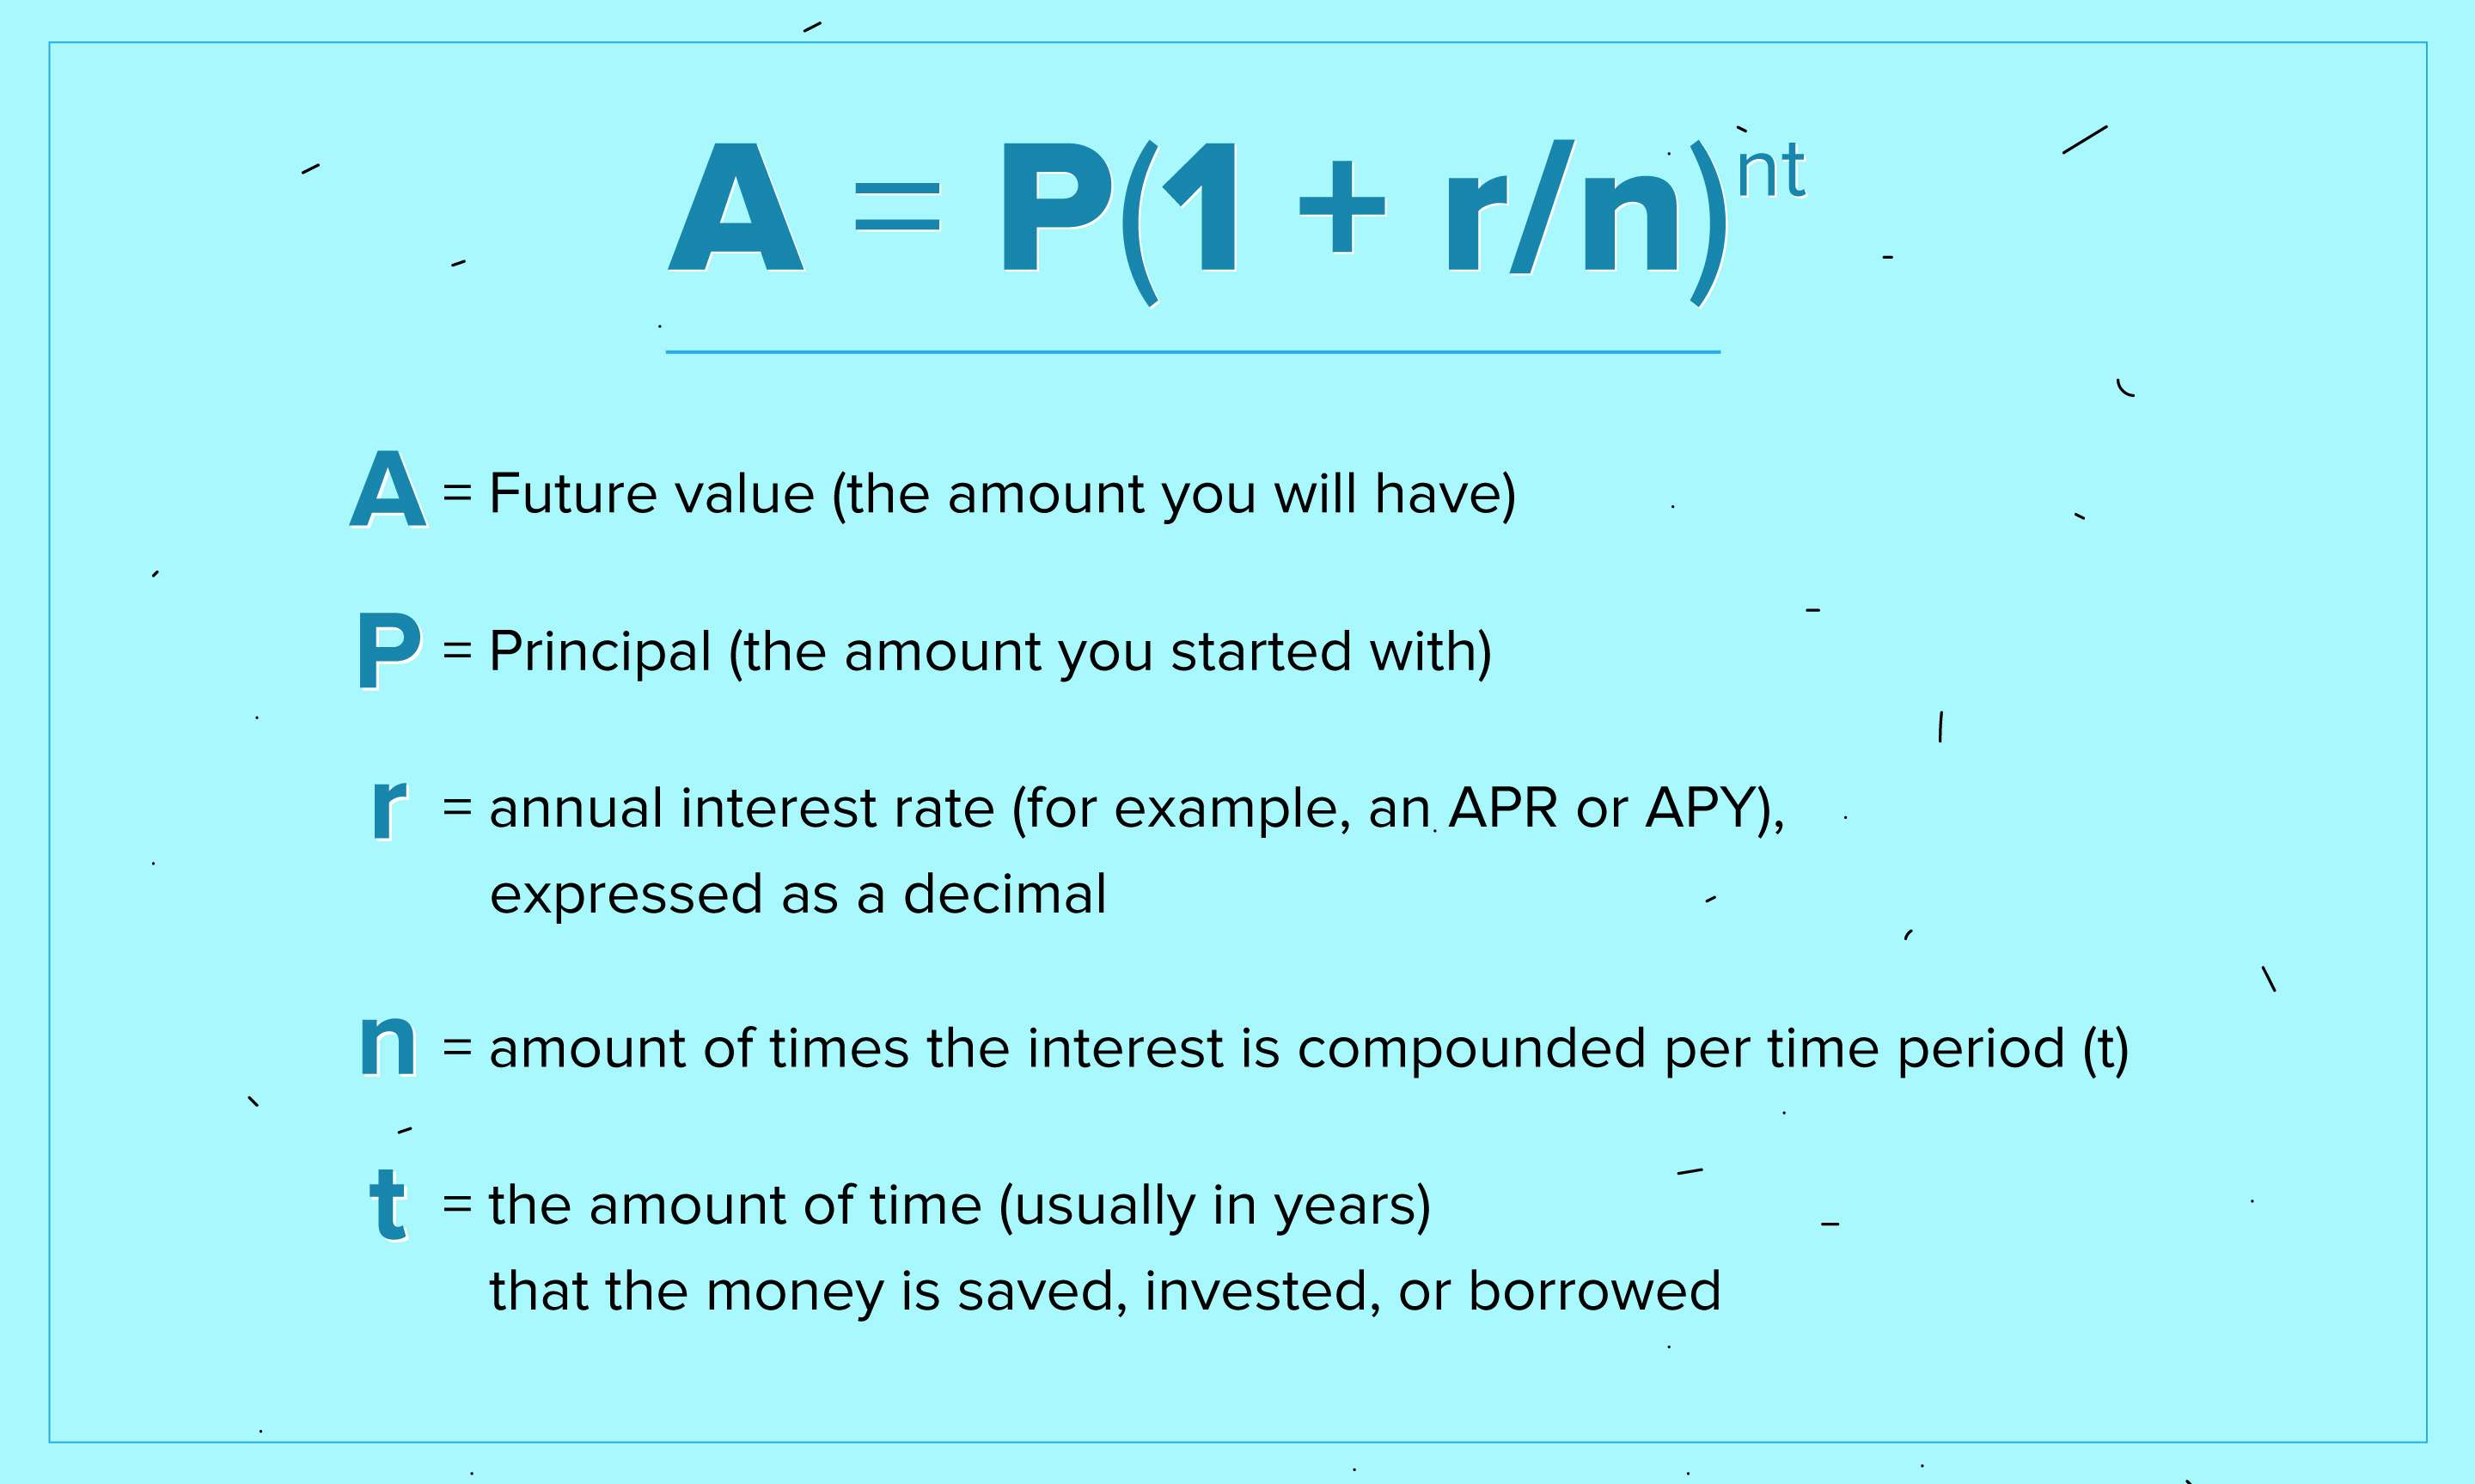 A = P(1 + r/n)nt
A = Future value (the amount you will have)
P = Principal (the amount you started with)
r = annual interest rate (for example, an APR or APY),
expressed as a decimal
n = amount of times the interest is compounded per time period (t)
t = the amount of time (usually in years)
that the money is saved, invested, or borrowed